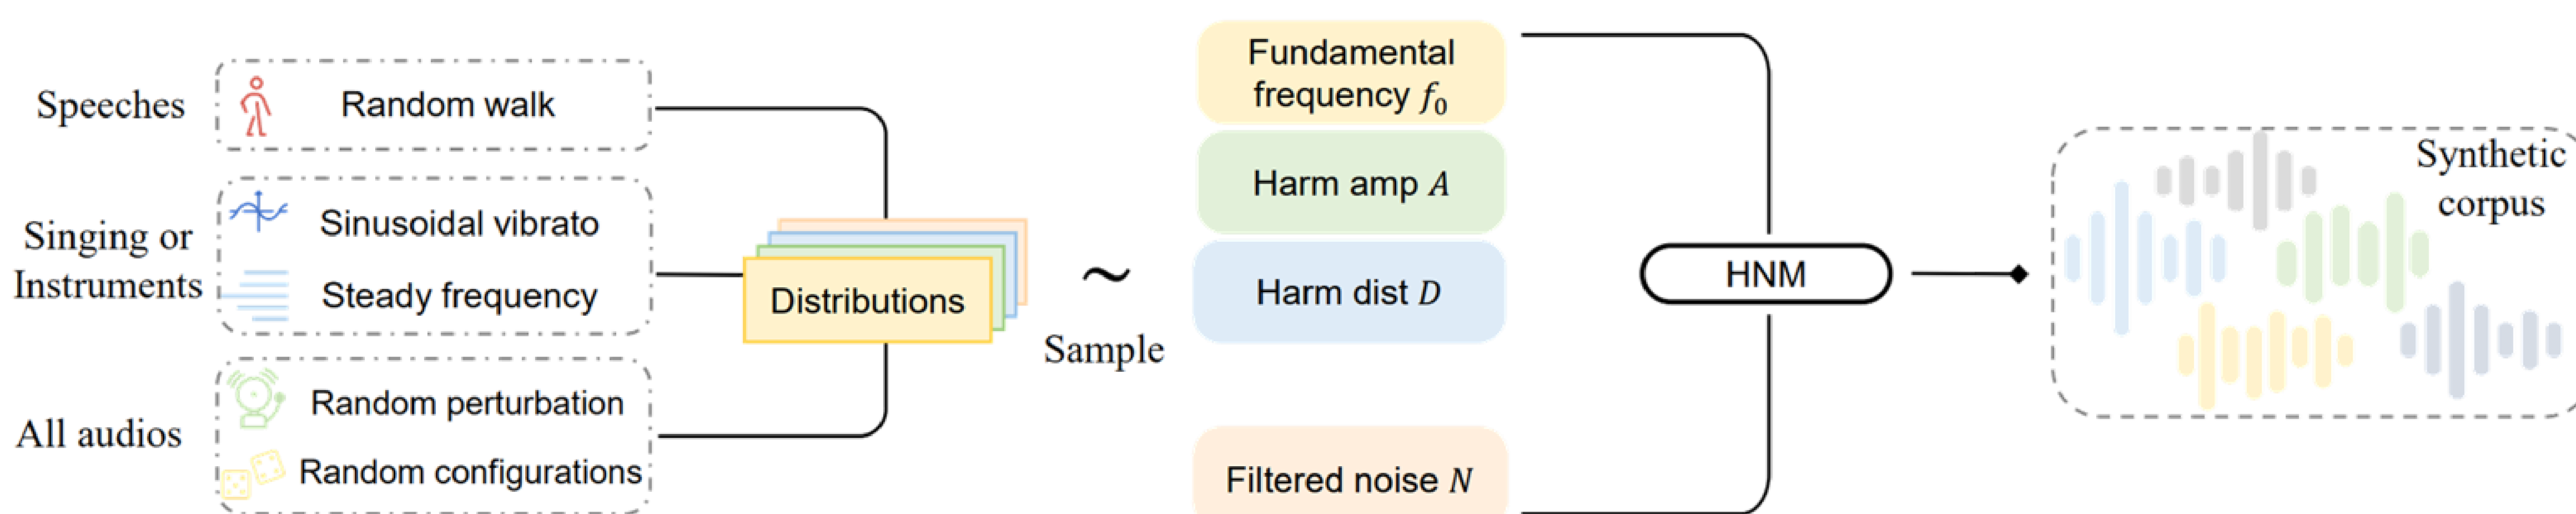 Speeches
Random walk
Singing or
Instruments
Sinusoidal vibrato
Steady frequency
All audios
Random perturbation
Random configurations
Distributions
~
Sample
Fundamental
frequency f₀
Harm amp A
Harm dist D
Filtered noise N
HNM
Synthetic
corpus